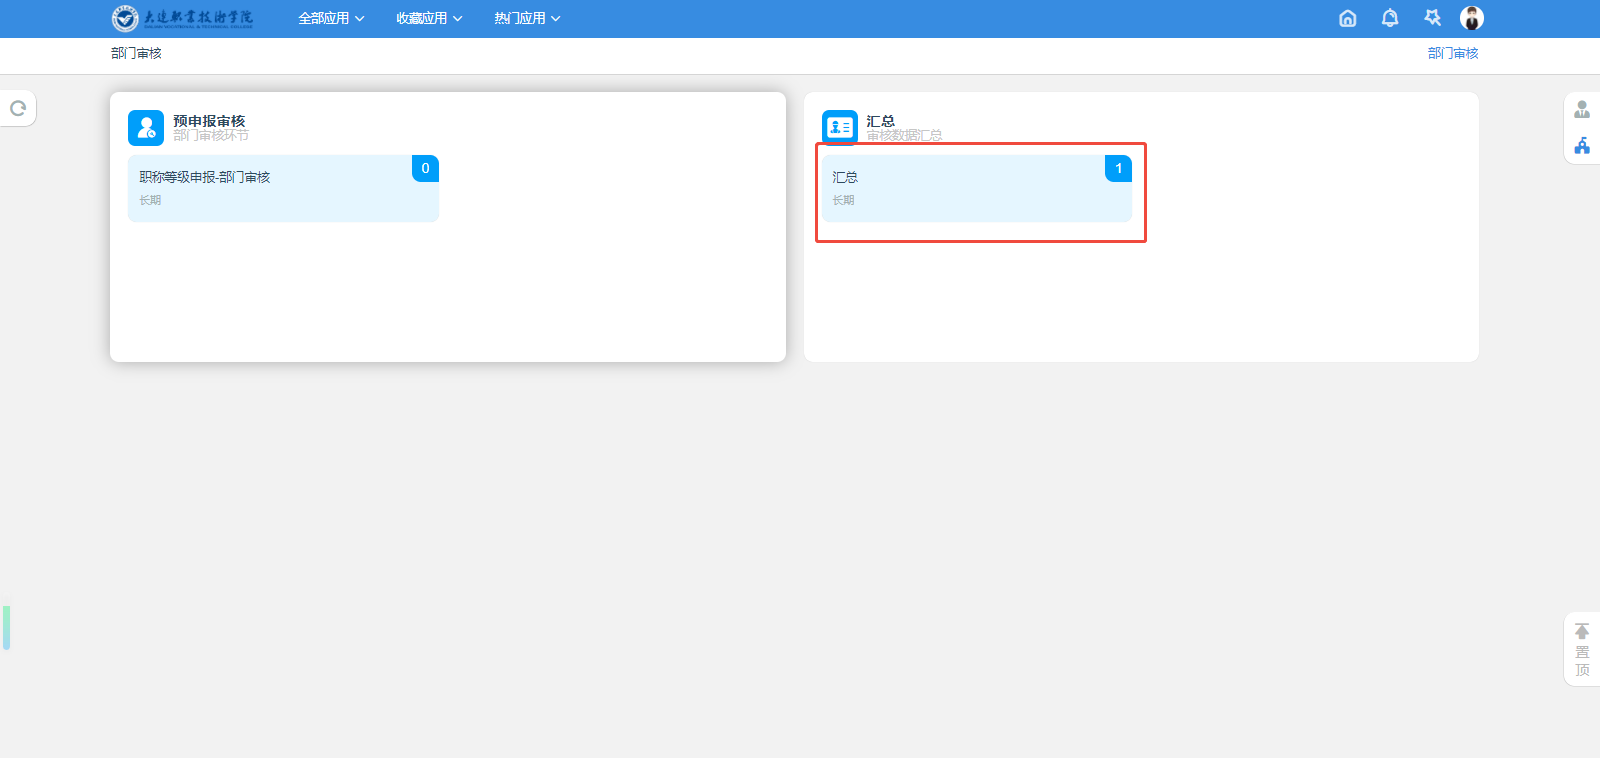 大连职业技术学院
全部应用
收藏应用
热门应用
部门审核
部门审核
预申报审核
部门审核环节
职称等级申报-部门审核
长期
0
汇总
审核数据汇总
汇总
长期
1
置
顶